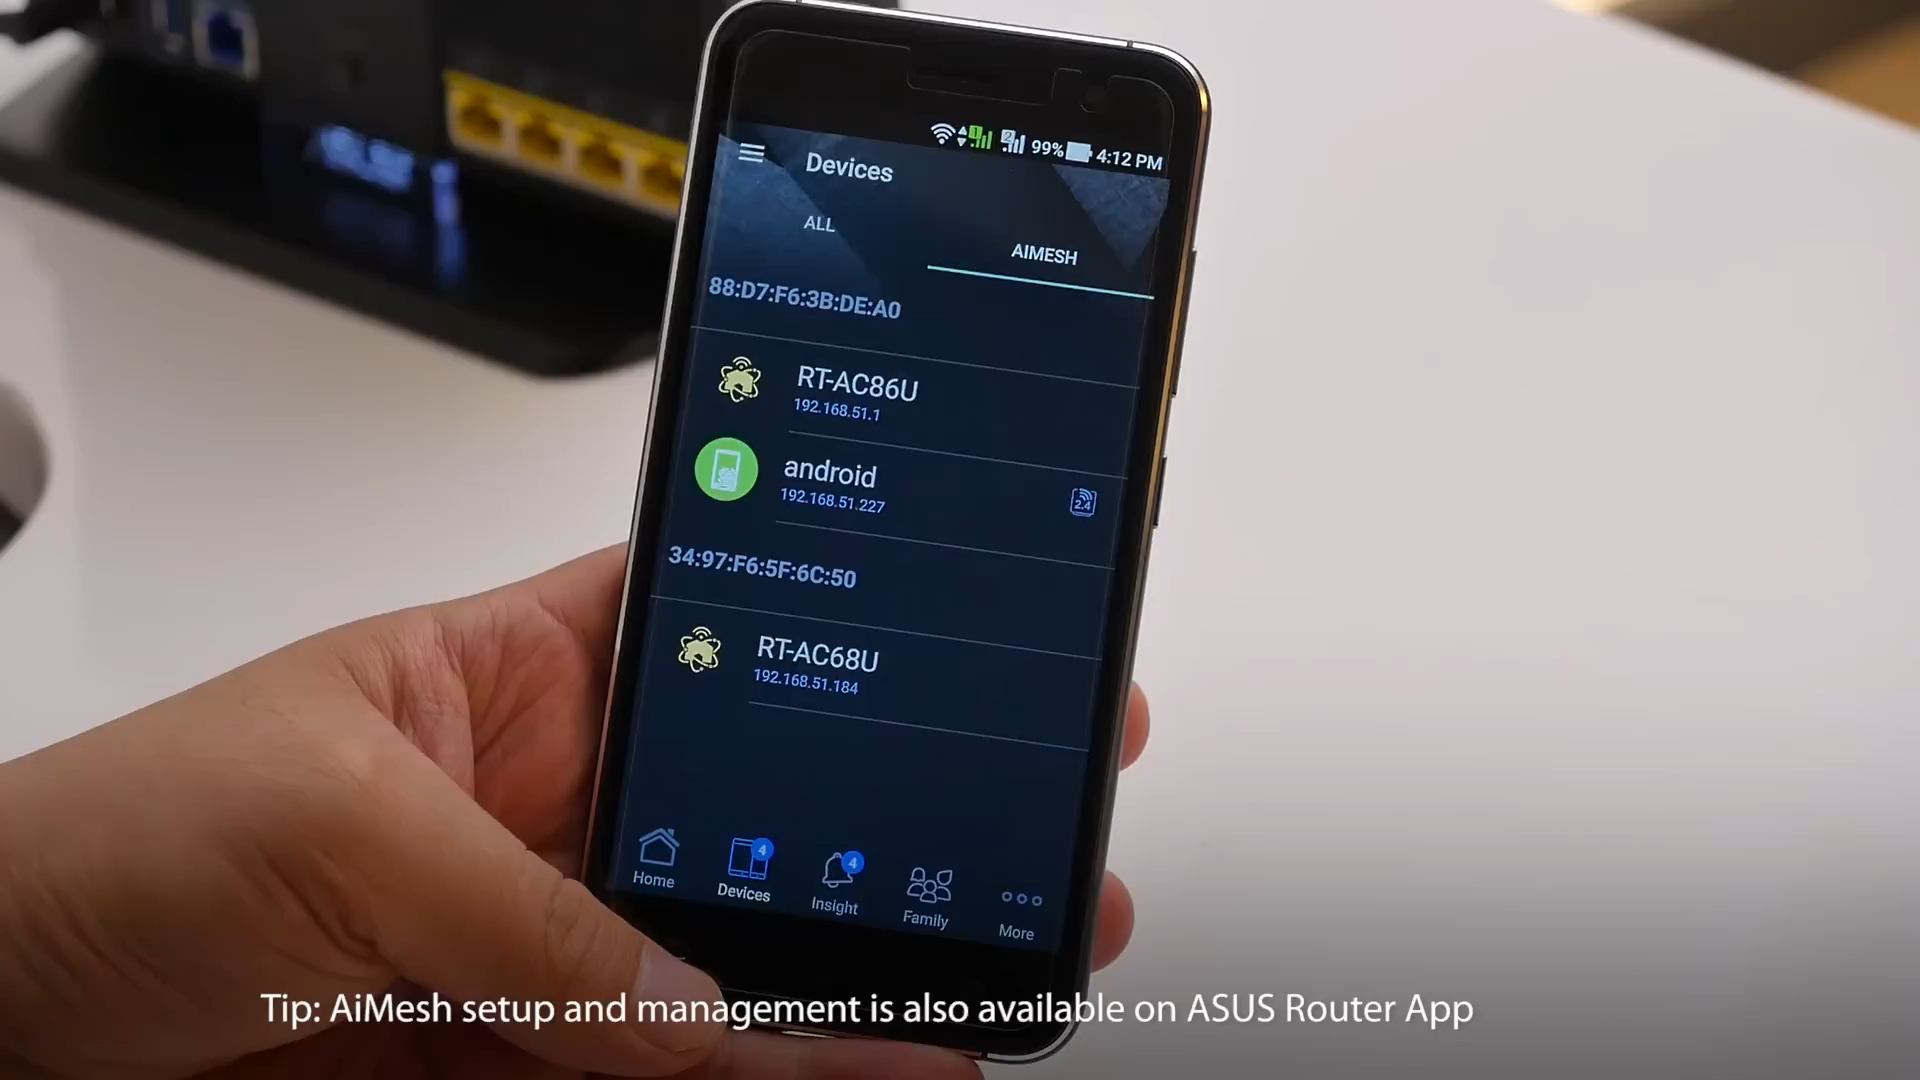 99% 4:12 PM
Devices
ALL
AIMESH
88:D7:F6:3B:DE:A0
RT-AC86U
192.168.51.1
android
192.168.51.227
2.4
34:97:F6:5F:6C:50
RT-AC68U
192.168.51.184
4
4
Home
Devices
Insight
Family
More
Tip: AiMesh setup and management is also available on ASUS Router App